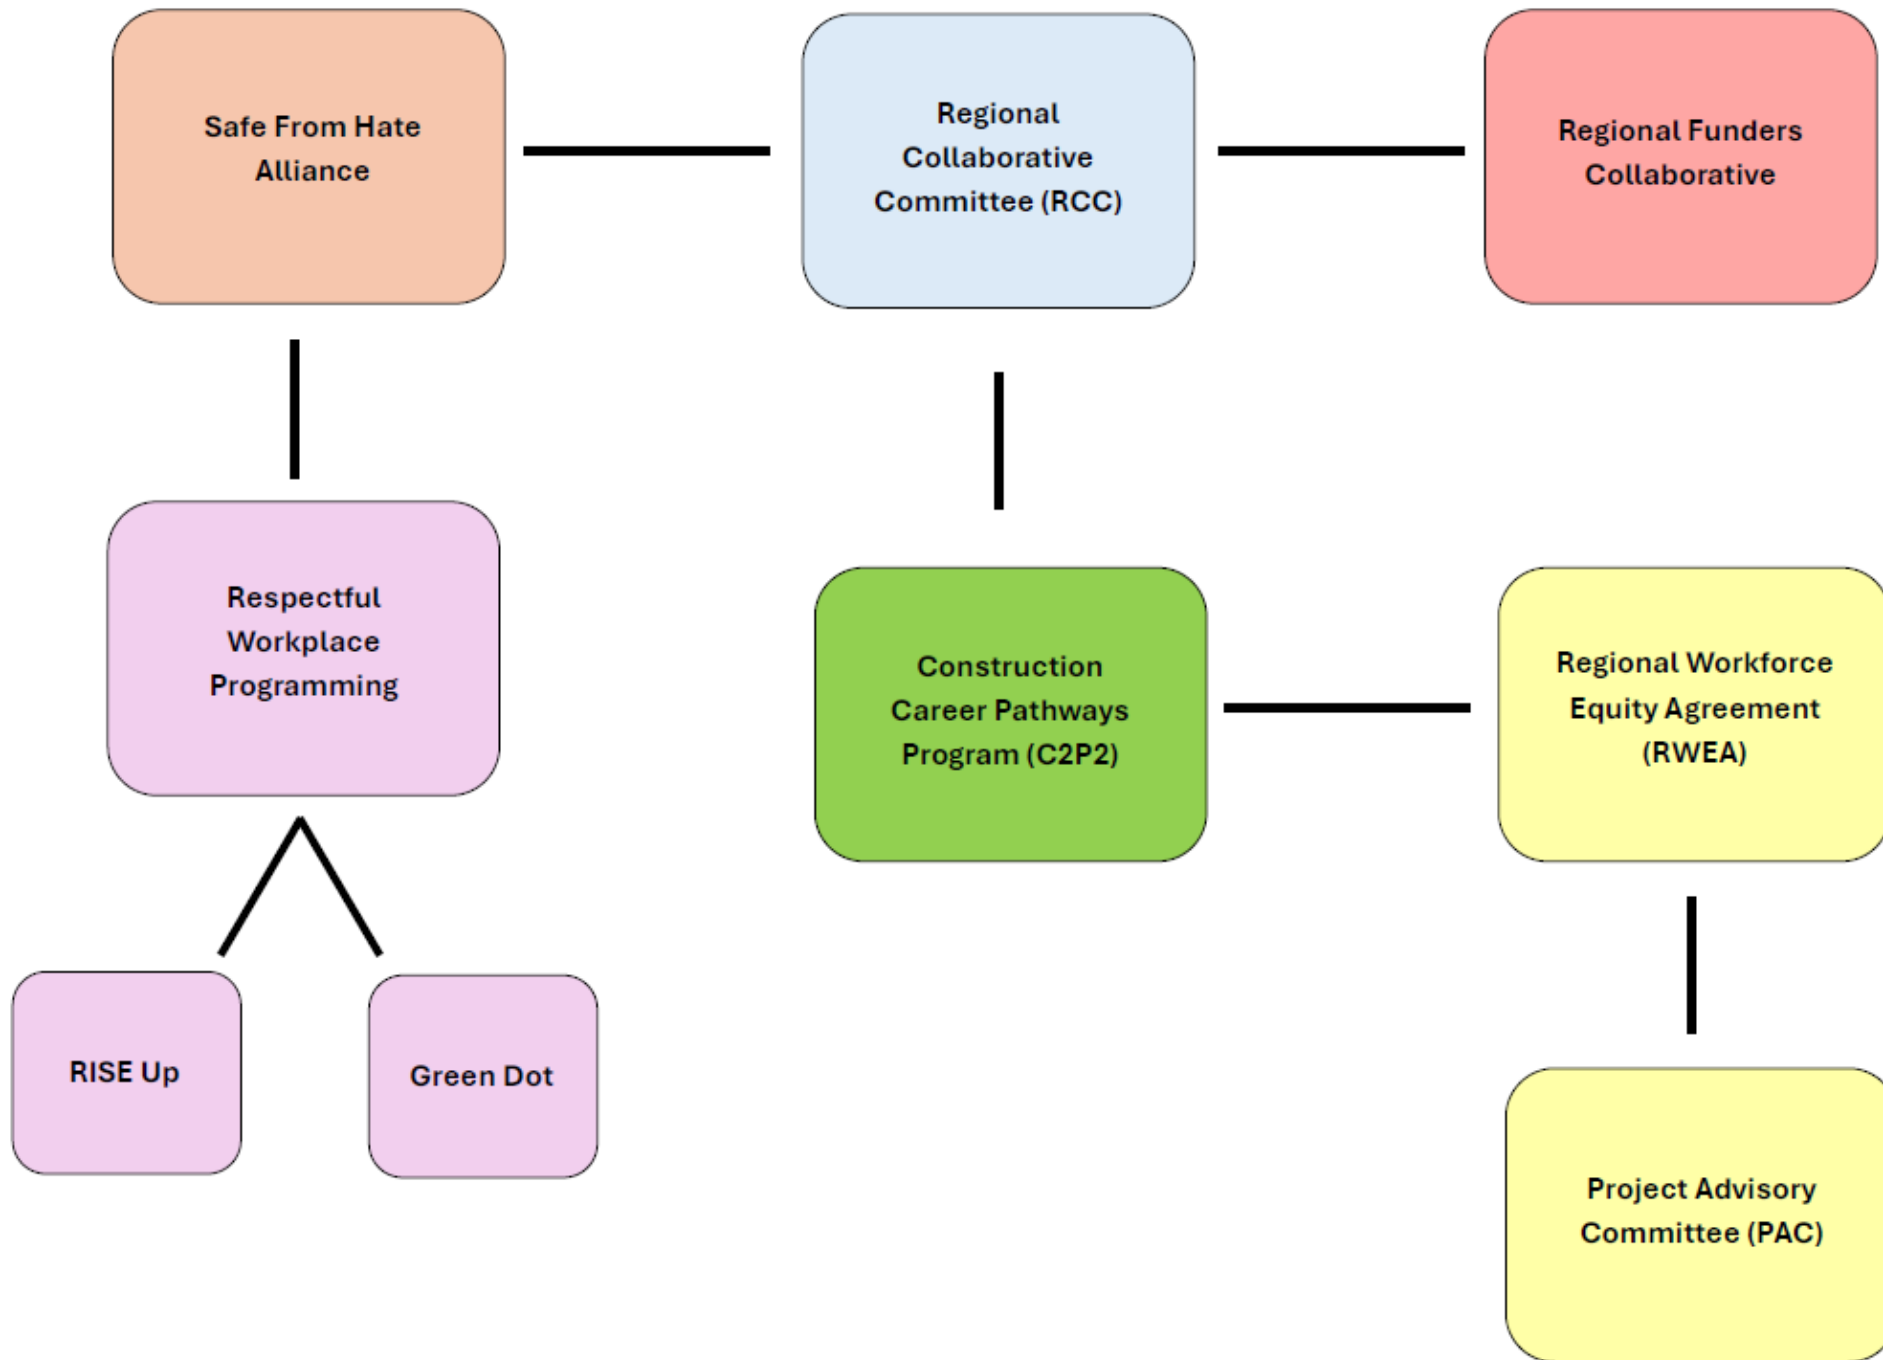 Safe From Hate
Alliance
Regional
Collaborative
Committee (RCC)
Regional Funders
Collaborative
Respectful
Workplace
Programming
Construction
Career Pathways
Program (C2P2)
Regional Workforce
Equity Agreement
(RWEA)
RISE Up
Green Dot
Project Advisory
Committee (PAC)